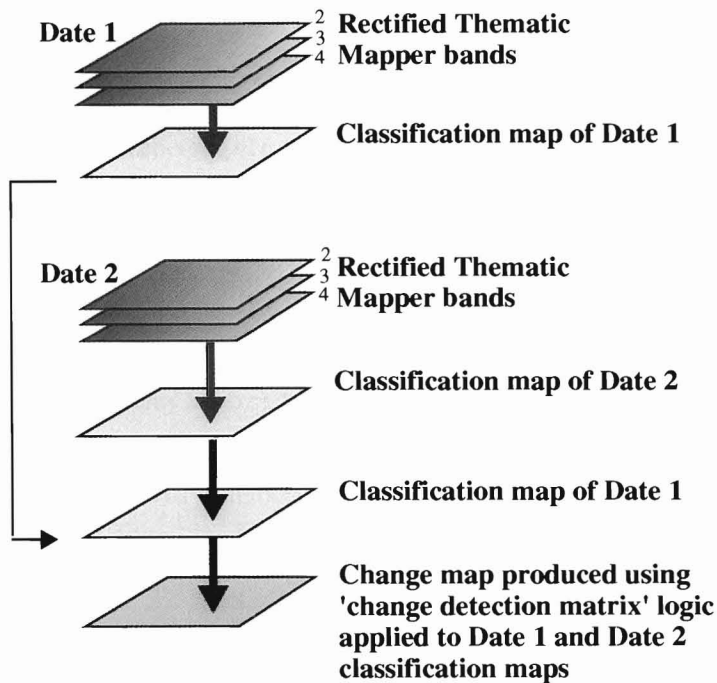 Date 1
2
3
4
Rectified Thematic
Mapper bands
Classification map of Date 1
Date 2
2
3
4
Rectified Thematic
Mapper bands
Classification map of Date 2
Classification map of Date 1
Change map produced using
'change detection matrix' logic
applied to Date 1 and Date 2
classification maps